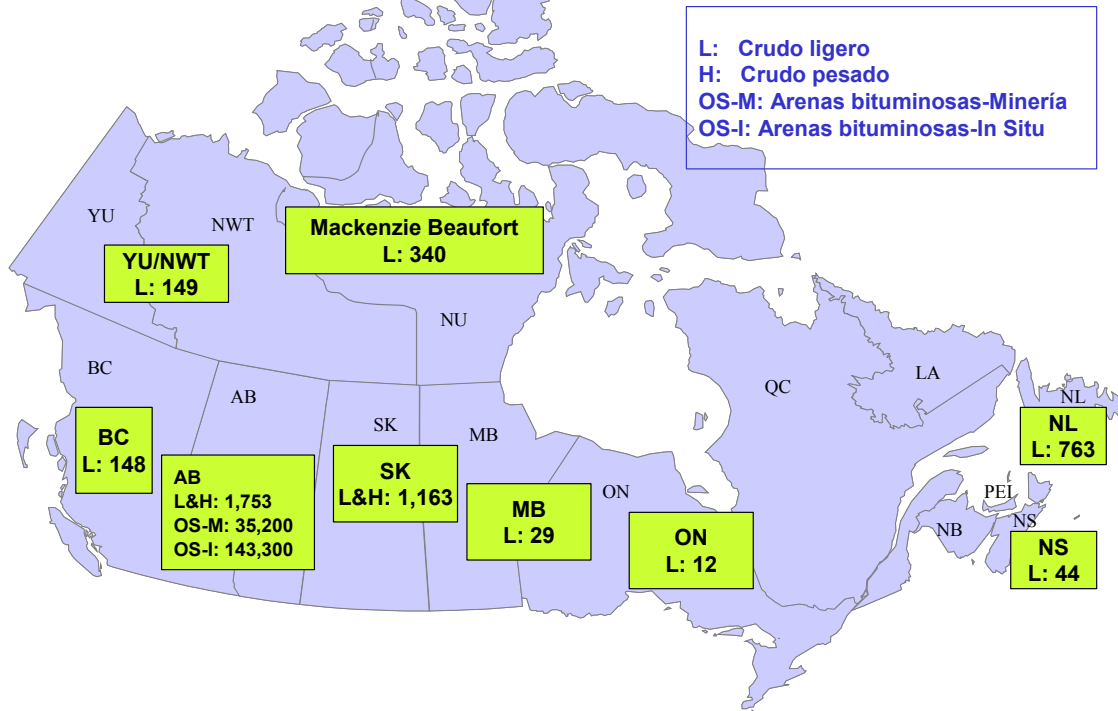 L: Crudo ligero
H: Crudo pesado
OS-M: Arenas bituminosas-Minería
OS-I: Arenas bituminosas-In Situ
YU
NWT
Mackenzie Beaufort
L: 340
YU/NWT
L: 149
NU
BC
AB
SK
MB
QC
LA
NL
BC
L: 148
AB
L&H: 1,753
OS-M: 35,200
OS-I: 143,300
SK
L&H: 1,163
MB
L: 29
ON
ON
L: 12
NL
L: 763
PEI
NB
NS
NS
L: 44